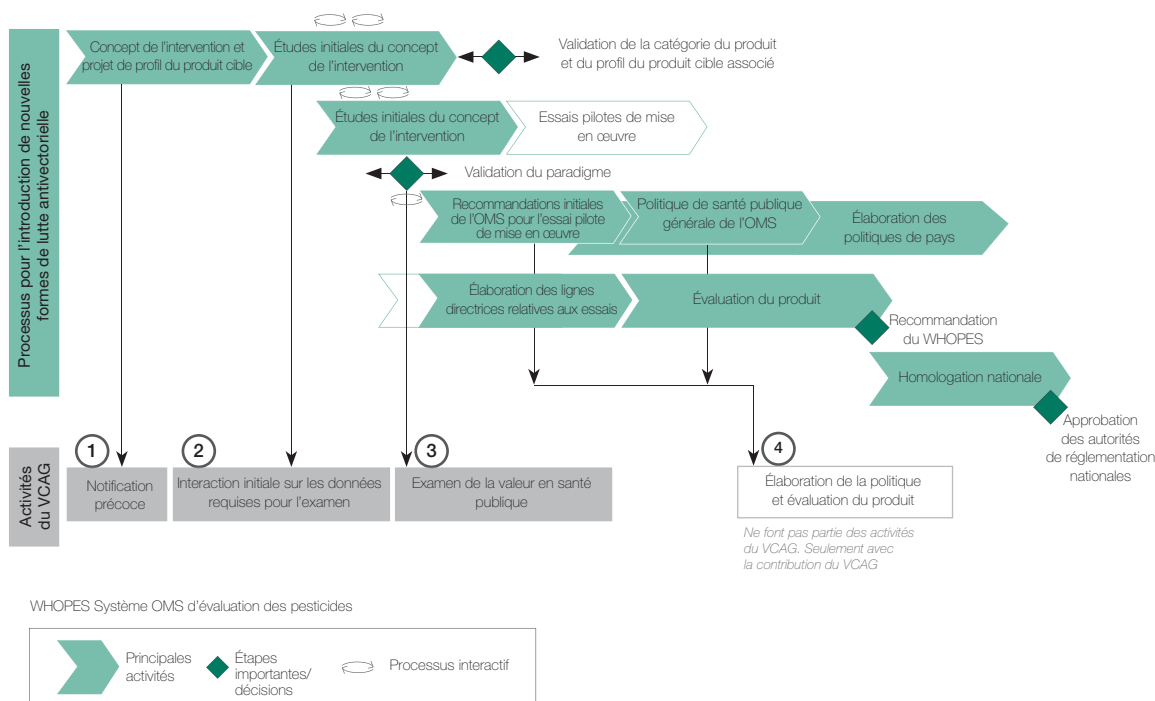 Processus pour l'introduction de nouvelles
formes de lutte antivectorielle
Concept de l'intervention et
projet de profil du produit cible
Études initiales du concept
de l'intervention
Validation de la catégorie du produit
et du profil du produit cible associé
Études initiales du concept
de l'intervention
Essais pilotes de mise
en œuvre
Validation du paradigme
Recommandations initiales
de l'OMS pour l'essai pilote
de mise en œuvre
Politique de santé publique
générale de l'OMS
Élaboration des
politiques de pays
Élaboration des lignes
directrices relatives aux essais
Évaluation du produit
Recommandation
du WHOPES
Homologation nationale
Approbation
des autorités
de réglementation
nationales
Activités
du VCAG
1
Notification
précoce
2
Interaction initiale sur les données
requises pour l'examen
3
Examen de la valeur en santé
publique
4
Élaboration de la politique
et évaluation du produit
Ne font pas partie des activités
du VCAG. Seulement avec
la contribution du VCAG
WHOPES Système OMS d'évaluation des pesticides
Principales
activités
Étapes
importantes/
décisions
Processus interactif